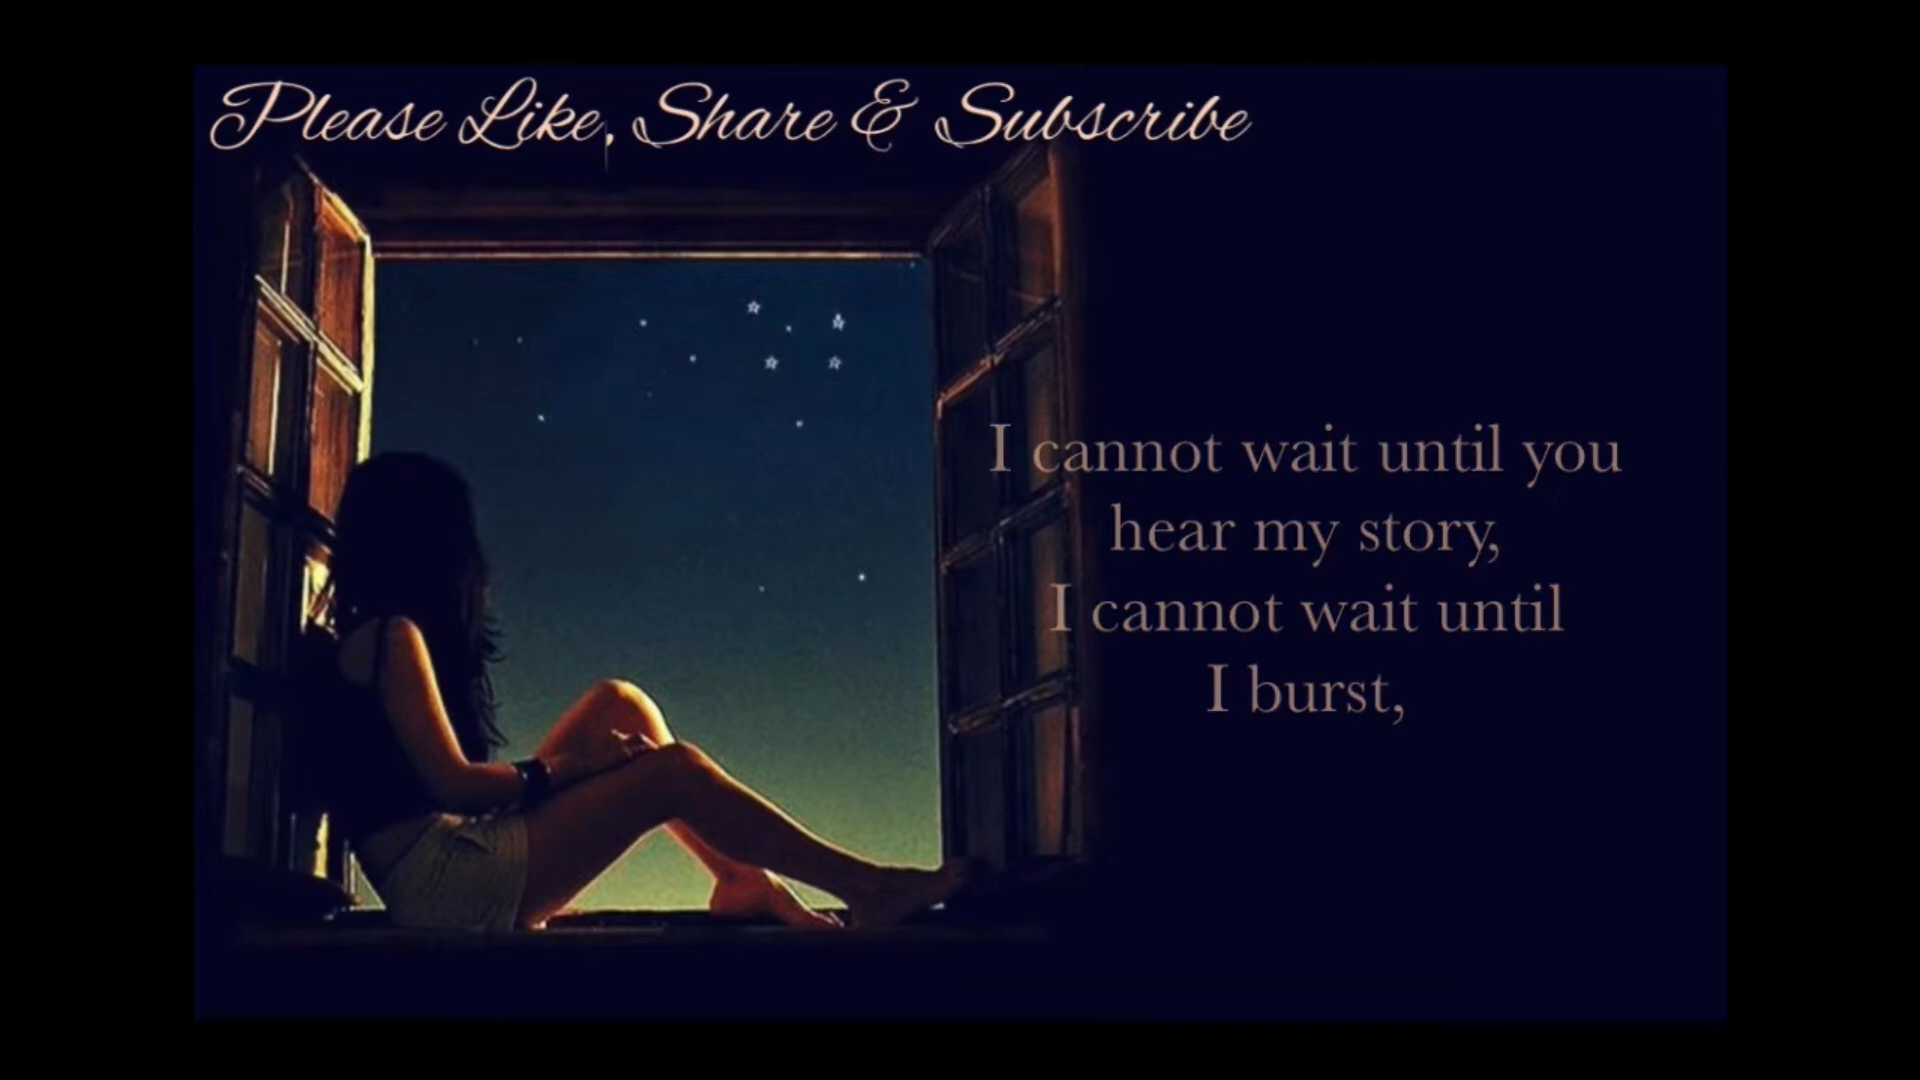 Please Like, Share & Subscribe
I cannot wait until you
hear my story,
I cannot wait until
I burst,